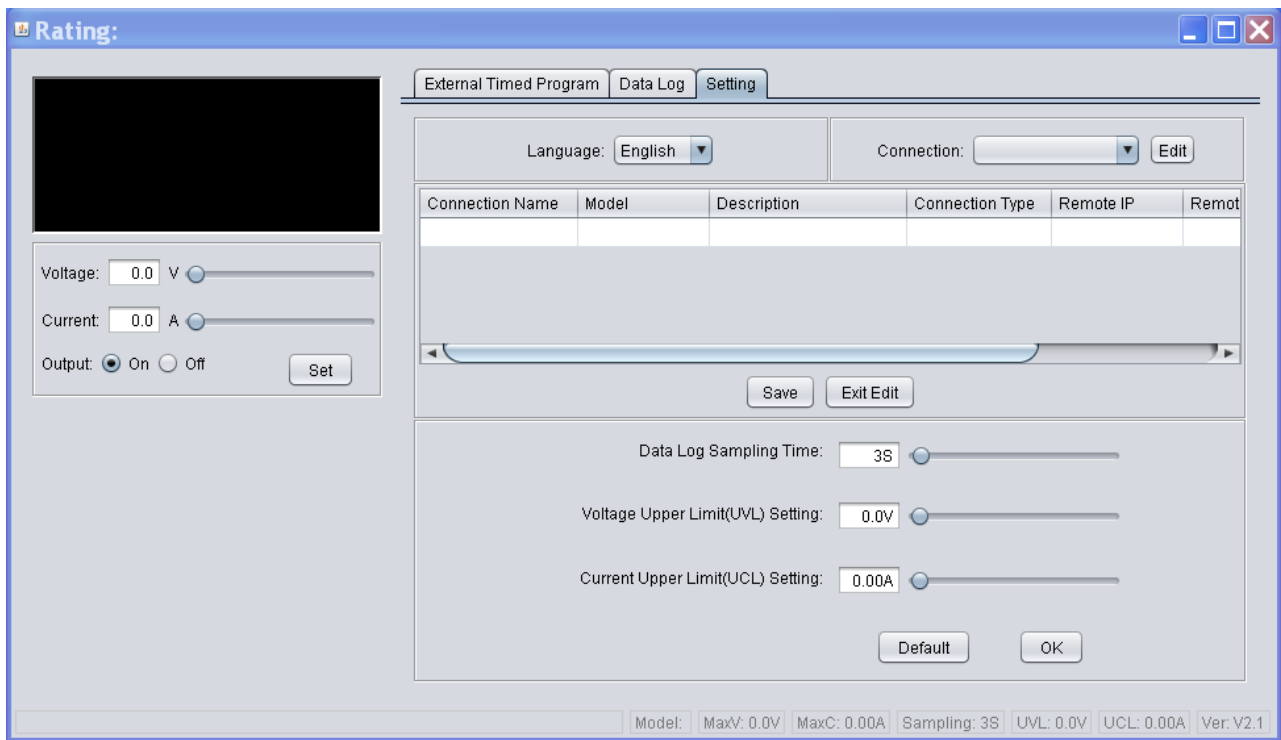 Rating:
External Timed Program Data Log Setting
Language: English Connection: Edit
Connection Name Model Description Connection Type Remote IP Remot
Voltage: 0.0 V
Current: 0.0 A
Output: On Off Set
Save Exit Edit
Data Log Sampling Time: 3S
Voltage Upper Limit(UVL) Setting: 0.0V
Current Upper Limit(UCL) Setting: 0.00A
Default OK
Model: MaxV: 0.0V MaxC: 0.00A Sampling: 3S UVL: 0.0V UCL: 0.00A Ver: V2.1